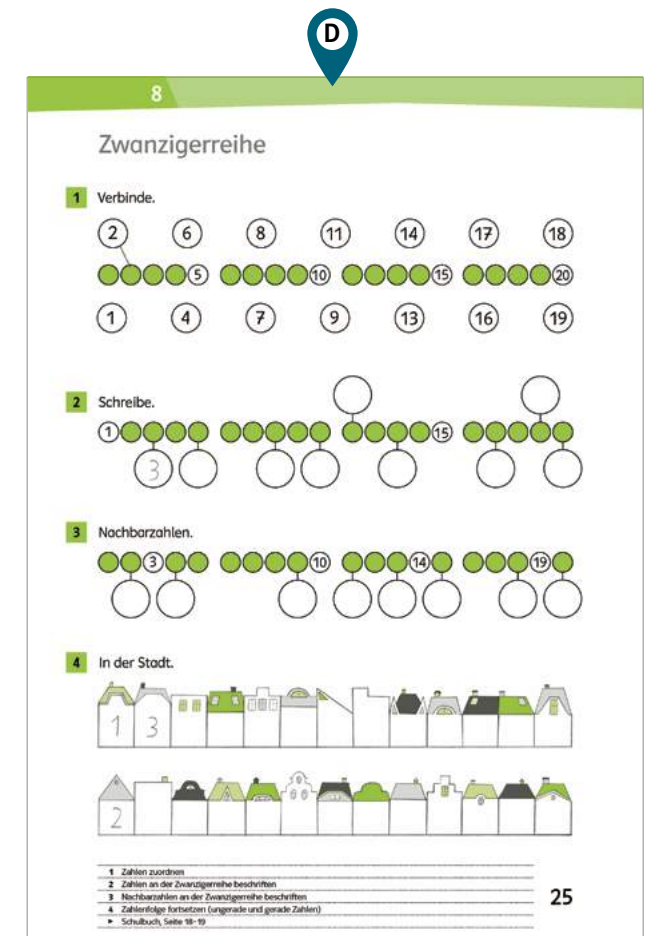 D
8
Zwanzigerreihe
1 Verbinde.
2 6 8 11 14 17 18
5 10 15 20
1 4 7 9 13 16 19
2 Schreibe.
1 15
3
3 Nachbarzahlen.
3 10 14 19
4 In der Stadt.
1 3
2
1 Zahlen zuordnen
2 Zahlen an der Zwanzigerreihe beschriften
3 Nachbarzahlen an der Zwanzigerreihe beschriften
4 Zahlenfolge fortsetzen (ungerade und gerade Zahlen)
► Schulbuch, Seite 18–19
25